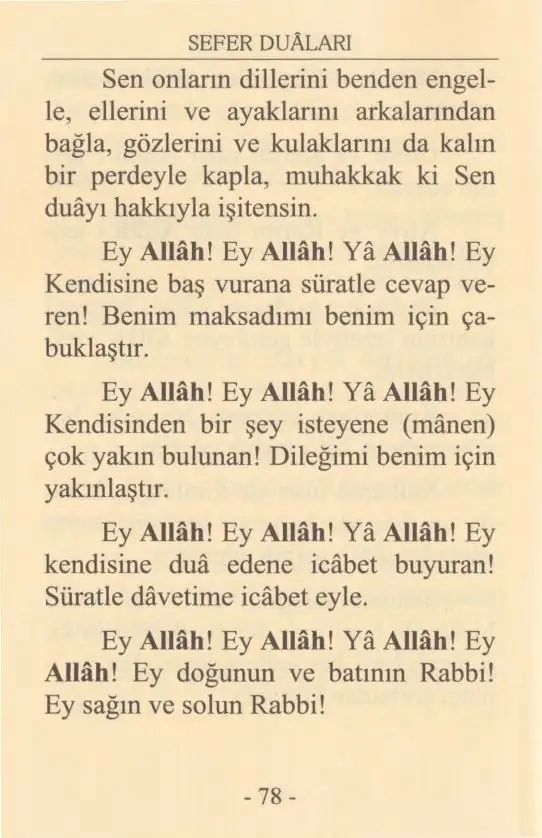 SEFER DUÂLARI
Sen onların dillerini benden engel-
le, ellerini ve ayaklarını arkalarından
bağla, gözlerini ve kulaklarını da kalın
bir perdeyle kapla, muhakkak ki Sen
duâyı hakkıyla işitensin.
Ey Allâh! Ey Allâh! Yâ Allâh! Ey
Kendisine baş vurana süratle cevap ve-
ren! Benim maksadımı benim için ça-
buklaştır.
Ey Allâh! Ey Allâh! Yâ Allâh! Ey
Kendisinden bir şey isteyene (mânen)
çok yakın bulunan! Dileğimi benim için
yakınlaştır.
Ey Allâh! Ey Allâh! Yâ Allâh! Ey
kendisine duâ edene icâbet buyuran!
Süratle dâvetime icâbet eyle.
Ey Allâh! Ey Allâh! Yâ Allâh! Ey
Allâh! Ey doğunun ve batının Rabbi!
Ey sağın ve solun Rabbi!
- 78 -